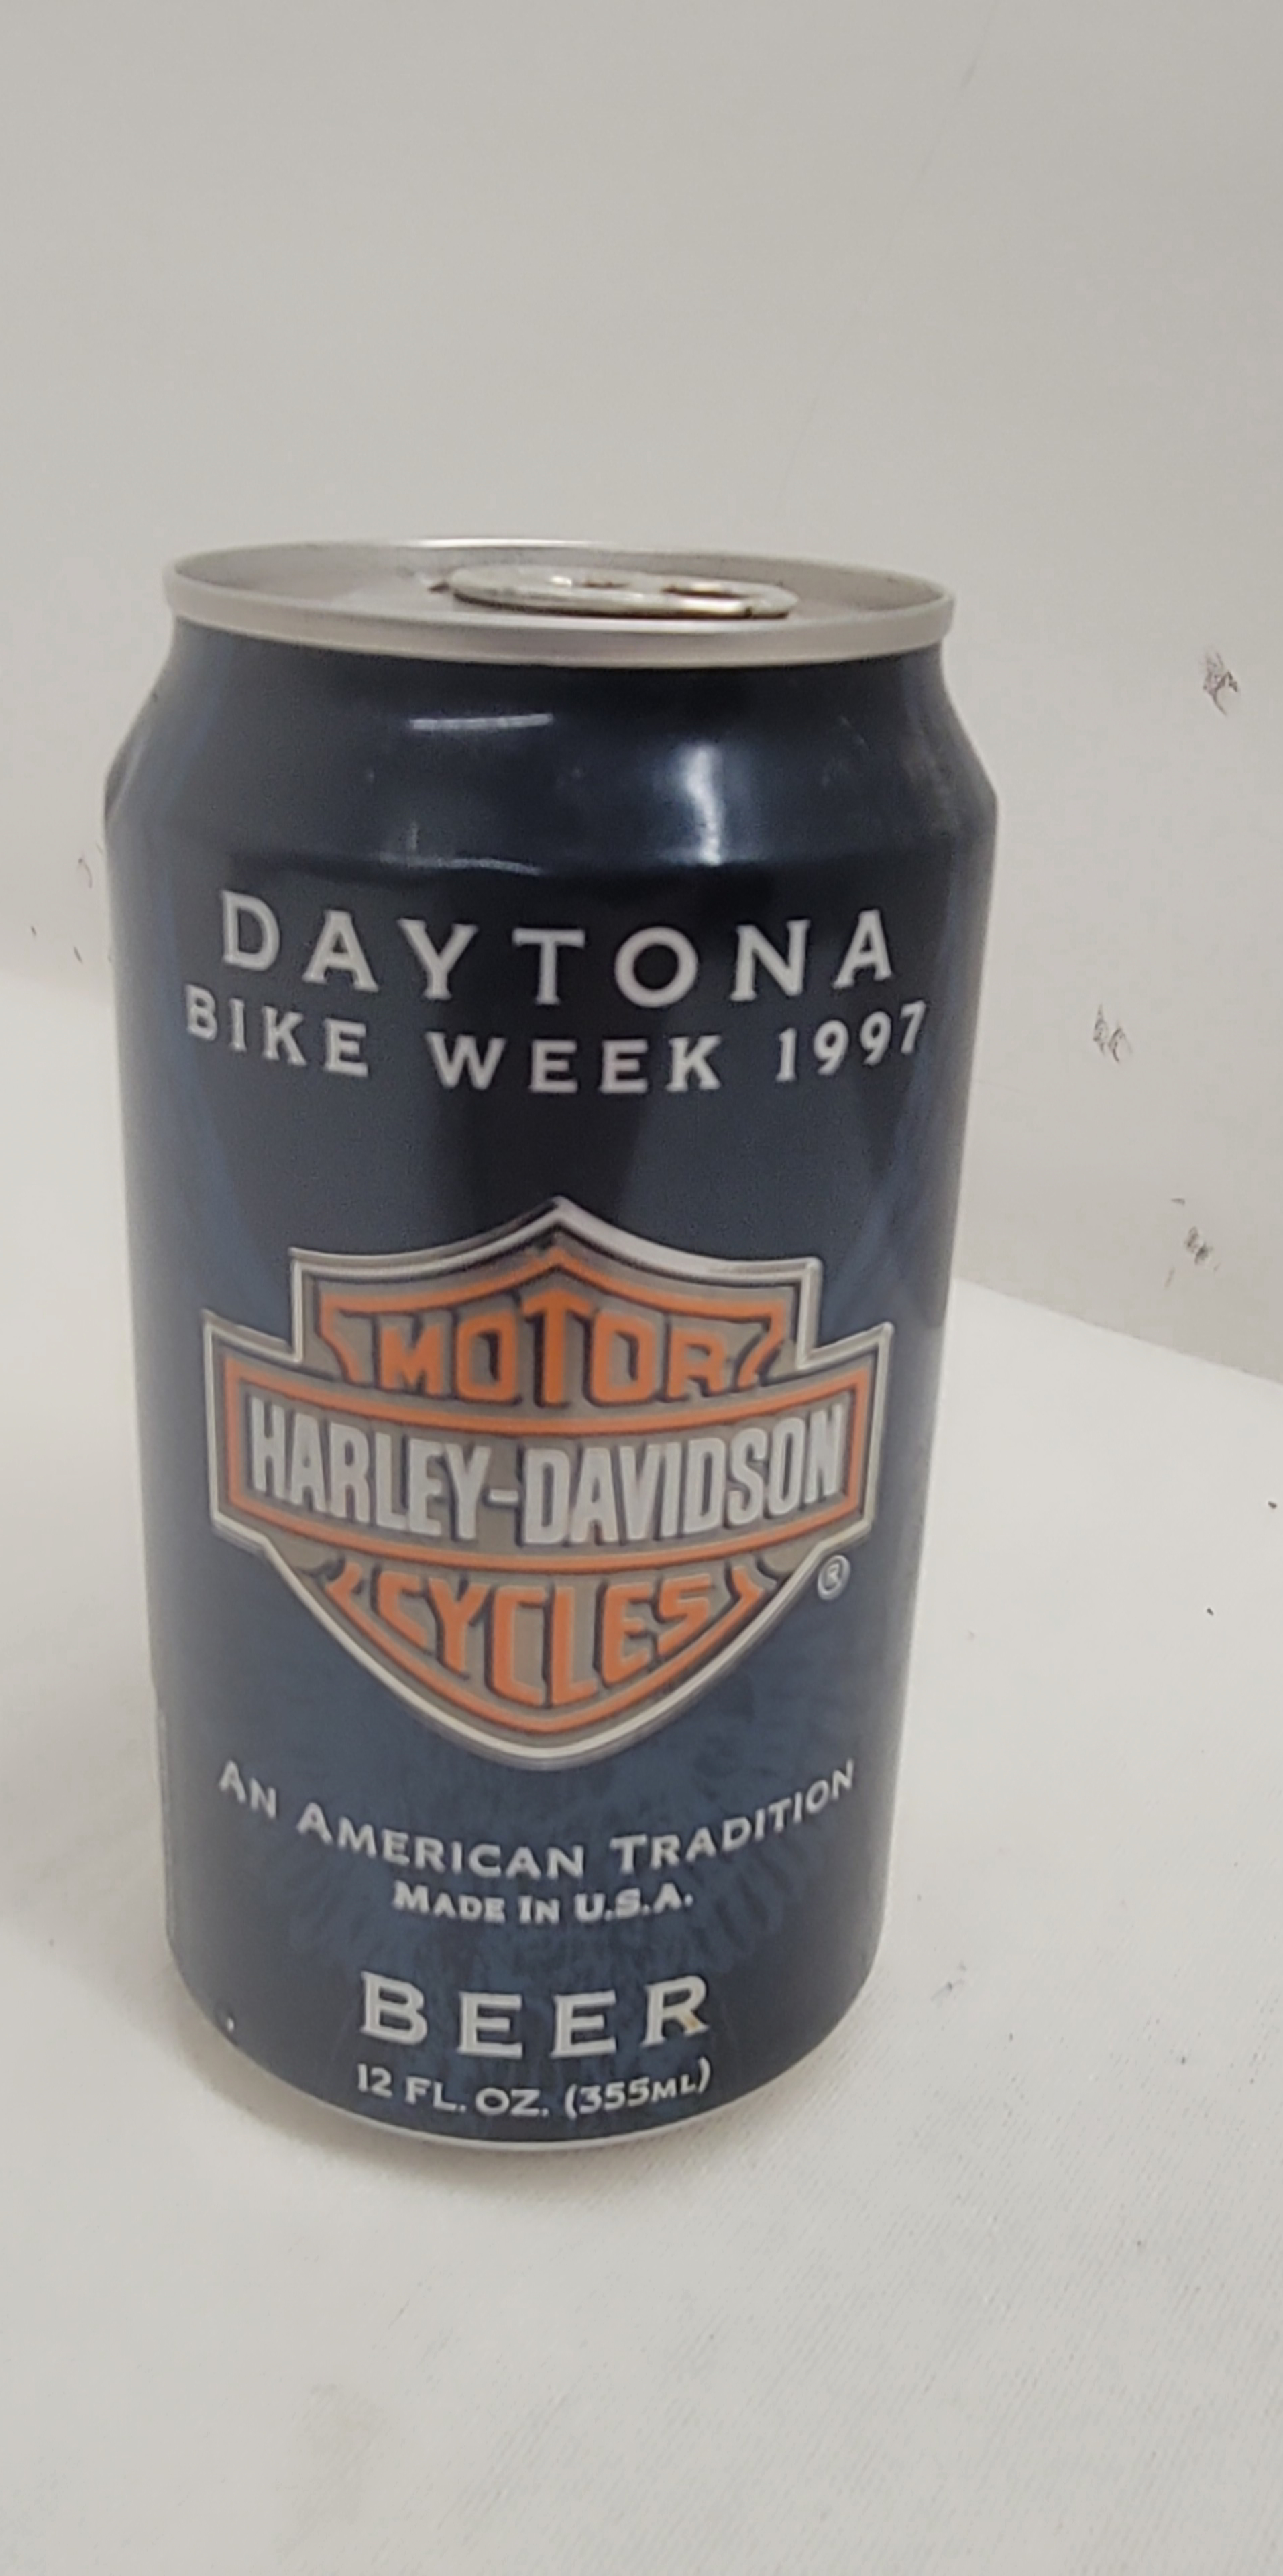 DAYTONA
BIKE WEEK 1997
MOTOR
HARLEY-DAVIDSON
CYCLES
®
AN AMERICAN TRADITION
MADE IN U.S.A.
BEER
12 FL. OZ. (355ML)